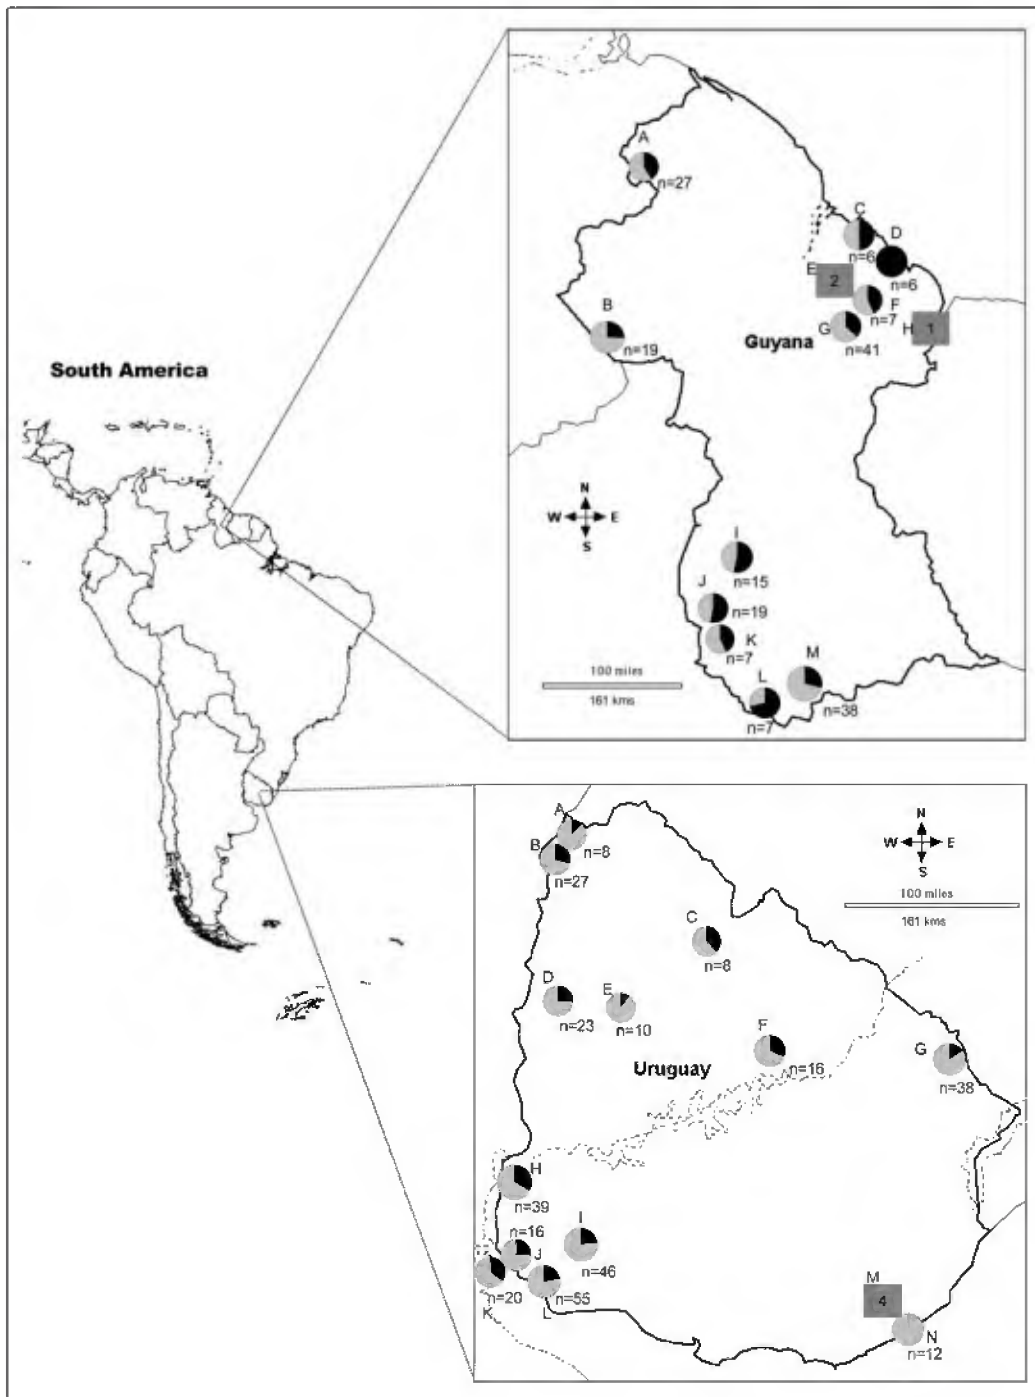 South America
A
n=27
C
n=6
D
n=6
E
2
F
n=7
G
n=41
H
1
B
n=19
Guyana
N
W E
S
I
n=15
J
n=19
K
n=7
M
n=38
L
n=7
100 miles
161 kms
A
n=8
B
n=27
N
W E
S
100 miles
161 kms
C
n=8
D
n=23
E
n=10
F
n=16
G
n=38
Uruguay
H
n=39
n=16
J
I
n=46
n=20
K
n=55
L
M
4
N
n=12